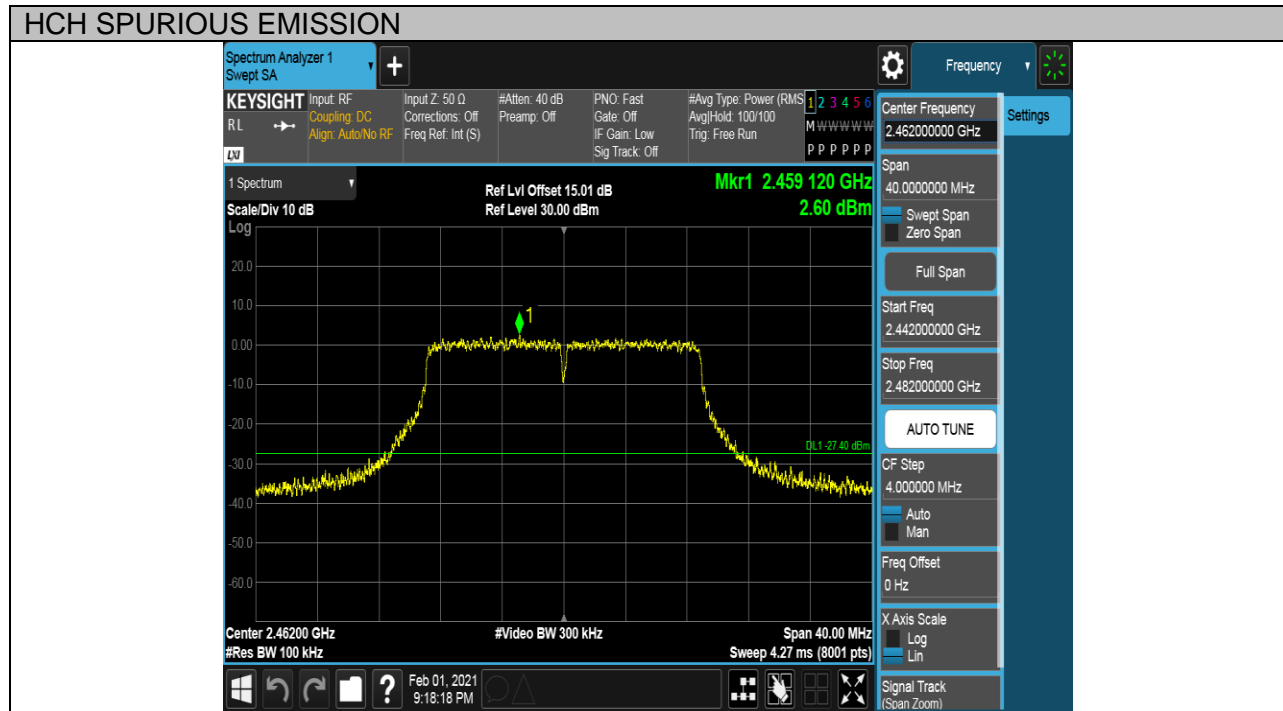 HCH SPURIOUS EMISSION
Spectrum Analyzer 1
Swept SA
+
Frequency
KEYSIGHT
RL
LXI
Input: RF
Coupling: DC
Align: Auto/No RF
Input Z: 50 Ω
Corrections: Off
Freq Ref: Int (S)
#Atten: 40 dB
Preamp: Off
PNO: Fast
Gate: Off
IF Gain: Low
Sig Track: Off
#Avg Type: Power (RMS
Avg|Hold: 100/100
Trig: Free Run
1 2 3 4 5 6
M W W W W W
P P P P P P
1 Spectrum
Scale/Div 10 dB
Ref Lvl Offset 15.01 dB
Ref Level 30.00 dBm
Mkr1 2.459 120 GHz
2.60 dBm
Log
20.0
10.0
0.00
-10.0
-20.0
-30.0
-40.0
-50.0
-60.0
1
DL1 -27.40 dBm
Center 2.46200 GHz
#Res BW 100 kHz
#Video BW 300 kHz
Span 40.00 MHz
Sweep 4.27 ms (8001 pts)
?
Feb 01, 2021
9:18:18 PM
Center Frequency
2.462000000 GHz
Span
40.0000000 MHz
Swept Span
Zero Span
Full Span
Start Freq
2.442000000 GHz
Stop Freq
2.482000000 GHz
AUTO TUNE
CF Step
4.000000 MHz
Auto
Man
Freq Offset
0 Hz
X Axis Scale
Log
Lin
Signal Track
(Span Zoom)
Settings